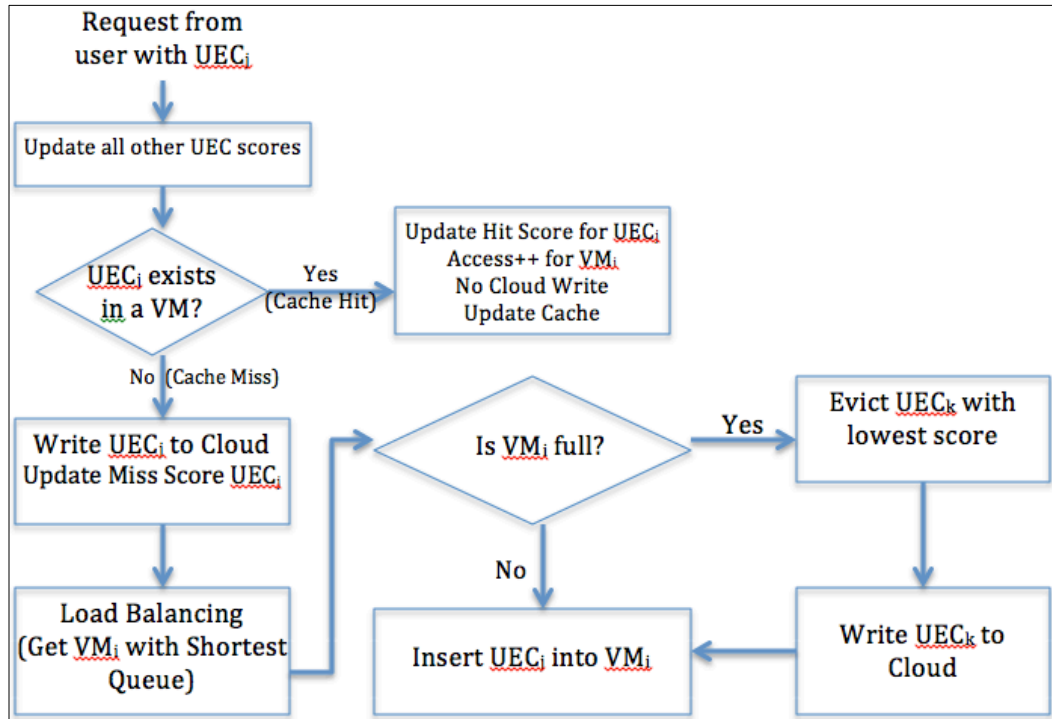 Request from
user with UECj
Update all other UEC scores
UECj exists
in a VM?
Yes
(Cache Hit)
Update Hit Score for UECj
Access++ for VMi
No Cloud Write
Update Cache
No (Cache Miss)
Write UECj to Cloud
Update Miss Score UECj
Load Balancing
(Get VMi with Shortest
Queue)
Is VMi full?
Yes
Evict UECk with
lowest score
No
Insert UECj into VMi
Write UECk to
Cloud